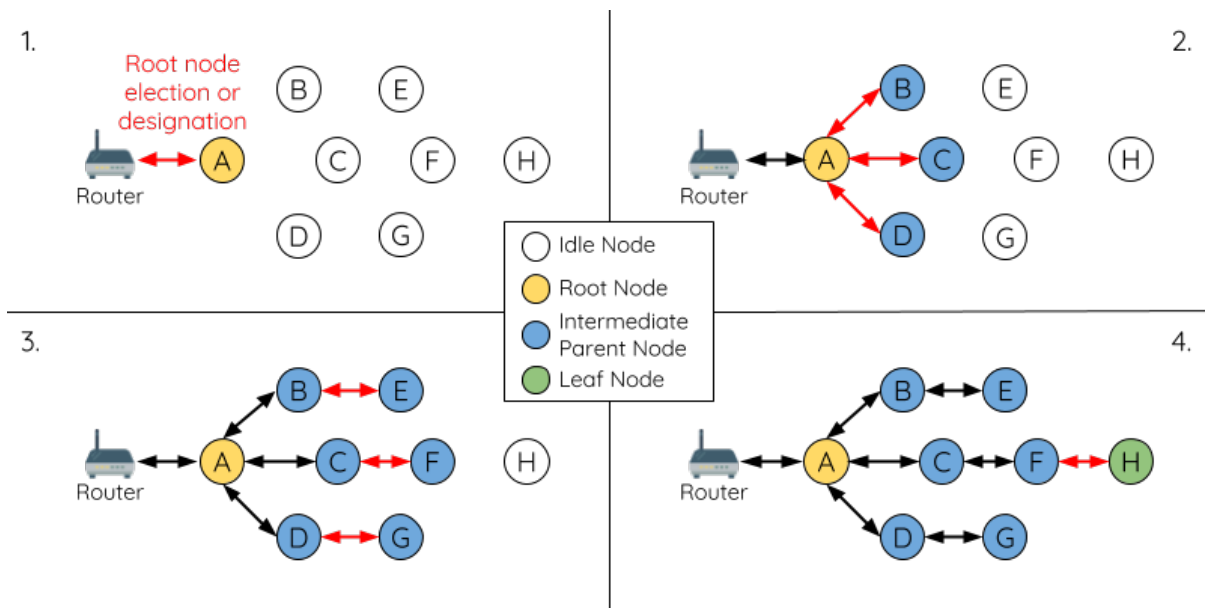 1.
Root node
election or
designation
B
E
A
C
F
H
Router
D
G
2.
B
E
A
C
F
H
Router
D
G
Idle Node
Root Node
Intermediate
Parent Node
Leaf Node
3.
B
E
A
C
F
H
Router
D
G
4.
B
E
A
C
F
H
Router
D
G